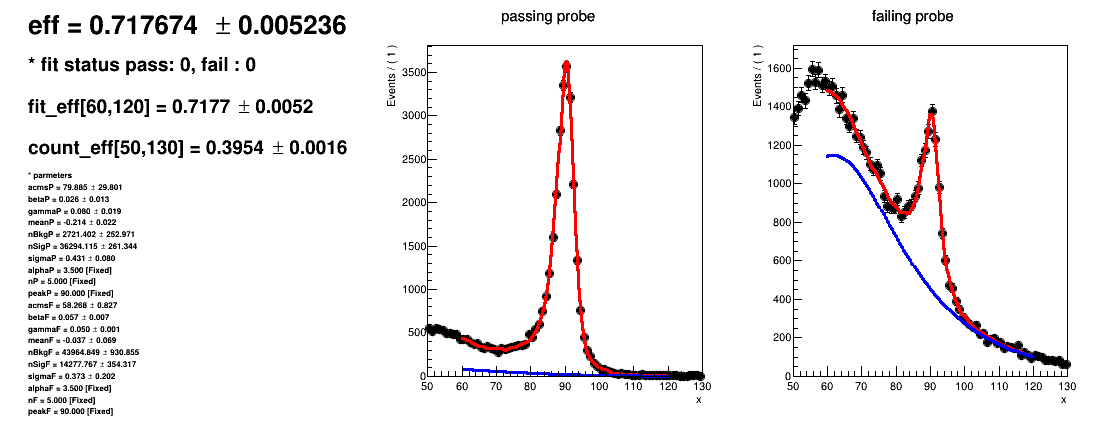 eff = 0.717674 ± 0.005236
* fit status pass: 0, fail : 0
fit_eff[60,120] = 0.7177 ± 0.0052
count_eff[50,130] = 0.3954 ± 0.0016
* parmeters
acmsP = 79.885 ± 29.801
betaP = 0.026 ± 0.013
gammaP = 0.080 ± 0.019
meanP = -0.214 ± 0.022
nBkgP = 2721.402 ± 252.971
nSigP = 36294.115 ± 261.344
sigmaP = 0.431 ± 0.080
alphaP = 3.500 [Fixed]
nP = 5.000 [Fixed]
peakP = 90.000 [Fixed]
acmsF = 58.268 ± 0.827
betaF = 0.057 ± 0.007
gammaF = 0.050 ± 0.001
meanF = -0.037 ± 0.069
nBkgF = 43964.849 ± 930.855
nSigF = 14277.767 ± 354.317
sigmaF = 0.373 ± 0.202
alphaF = 3.500 [Fixed]
nF = 5.000 [Fixed]
peakF = 90.000 [Fixed]
passing probe
Events / ( 1 )
3500
3000
2500
2000
1500
1000
500
0
50 60 70 80 90 100 110 120 130
x
failing probe
Events / ( 1 )
1600
1400
1200
1000
800
600
400
200
0
50 60 70 80 90 100 110 120 130
x